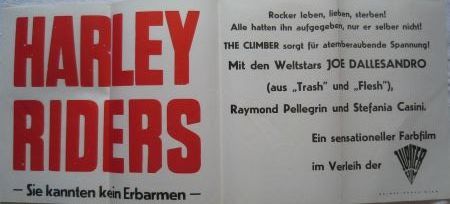 HARLEY
RIDERS
— Sie kannten kein Erbarmen —
Rocker leben, lieben, sterben!
Alle hatten ihn aufgegeben, nur er selber nicht!
THE CLIMBER sorgt für atemberaubende Spannung!
Mit den Weltstars JOE DALLESANDRO
(aus „Trash" und „Flesh"),
Raymond Pellegrin und Stefania Casini.
Ein sensationeller Farbfilm
im Verleih der JUPITER
FILM